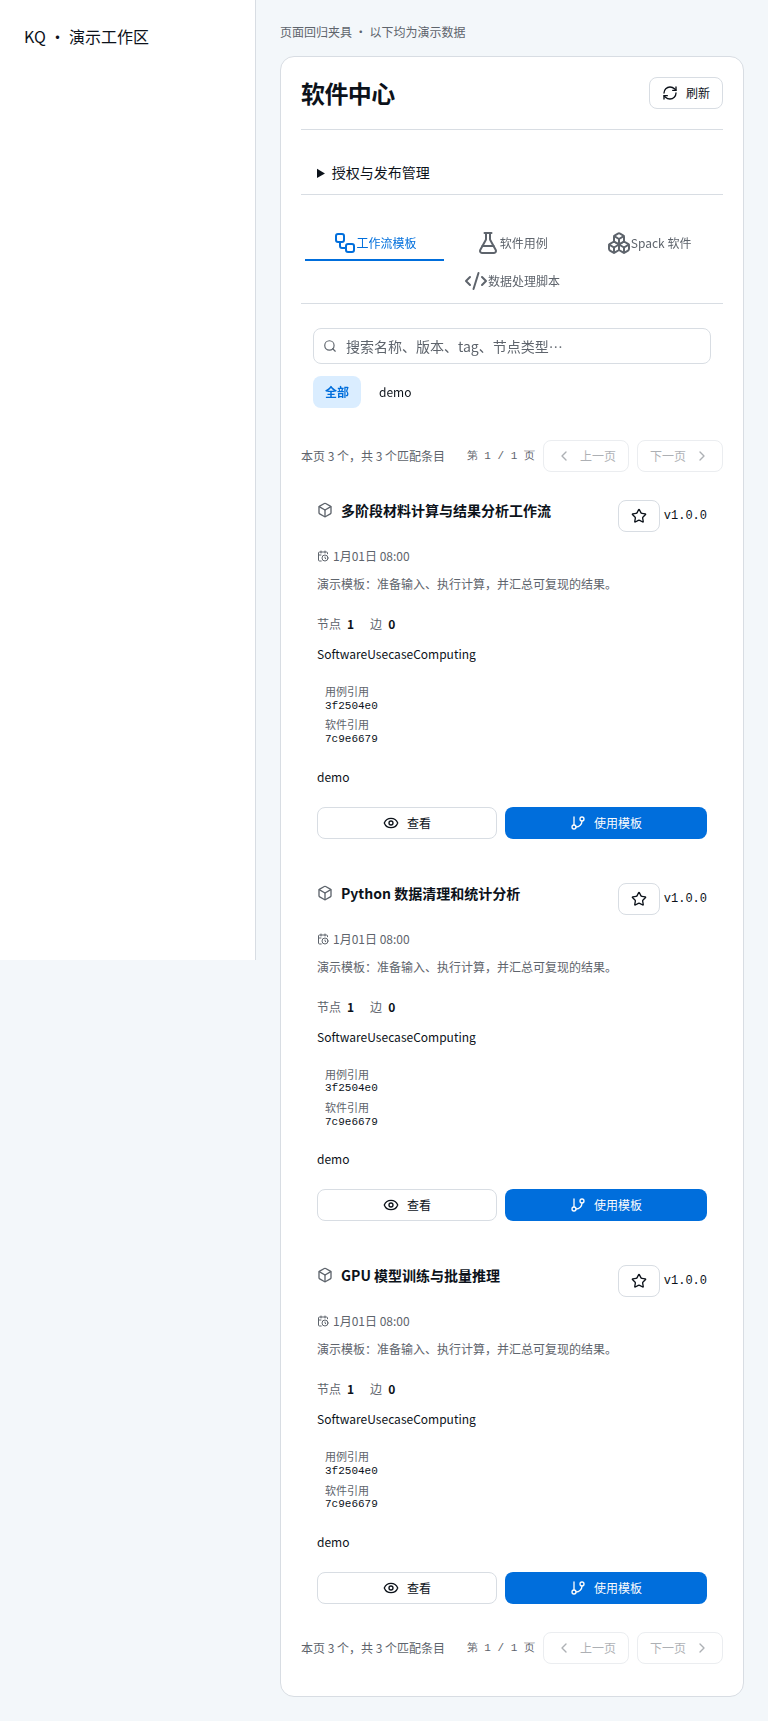 KQ · 演示工作区
页面回归夹具 · 以下均为演示数据
软件中心
刷新
授权与发布管理
工作流模板
软件用例
Spack 软件
数据处理脚本
搜索名称、版本、tag、节点类型…
全部
demo
本页 3 个，共 3 个匹配条目
第 1 / 1 页
上一页
下一页
多阶段材料计算与结果分析工作流
v1.0.0
1月01日 08:00
演示模板：准备输入、执行计算，并汇总可复现的结果。
节点 1 边 0
SoftwareUsecaseComputing
用例引用
3f2504e0
软件引用
7c9e6679
demo
查看
使用模板
Python 数据清理和统计分析
v1.0.0
1月01日 08:00
演示模板：准备输入、执行计算，并汇总可复现的结果。
节点 1 边 0
SoftwareUsecaseComputing
用例引用
3f2504e0
软件引用
7c9e6679
demo
查看
使用模板
GPU 模型训练与批量推理
v1.0.0
1月01日 08:00
演示模板：准备输入、执行计算，并汇总可复现的结果。
节点 1 边 0
SoftwareUsecaseComputing
用例引用
3f2504e0
软件引用
7c9e6679
demo
查看
使用模板
本页 3 个，共 3 个匹配条目
第 1 / 1 页
上一页
下一页